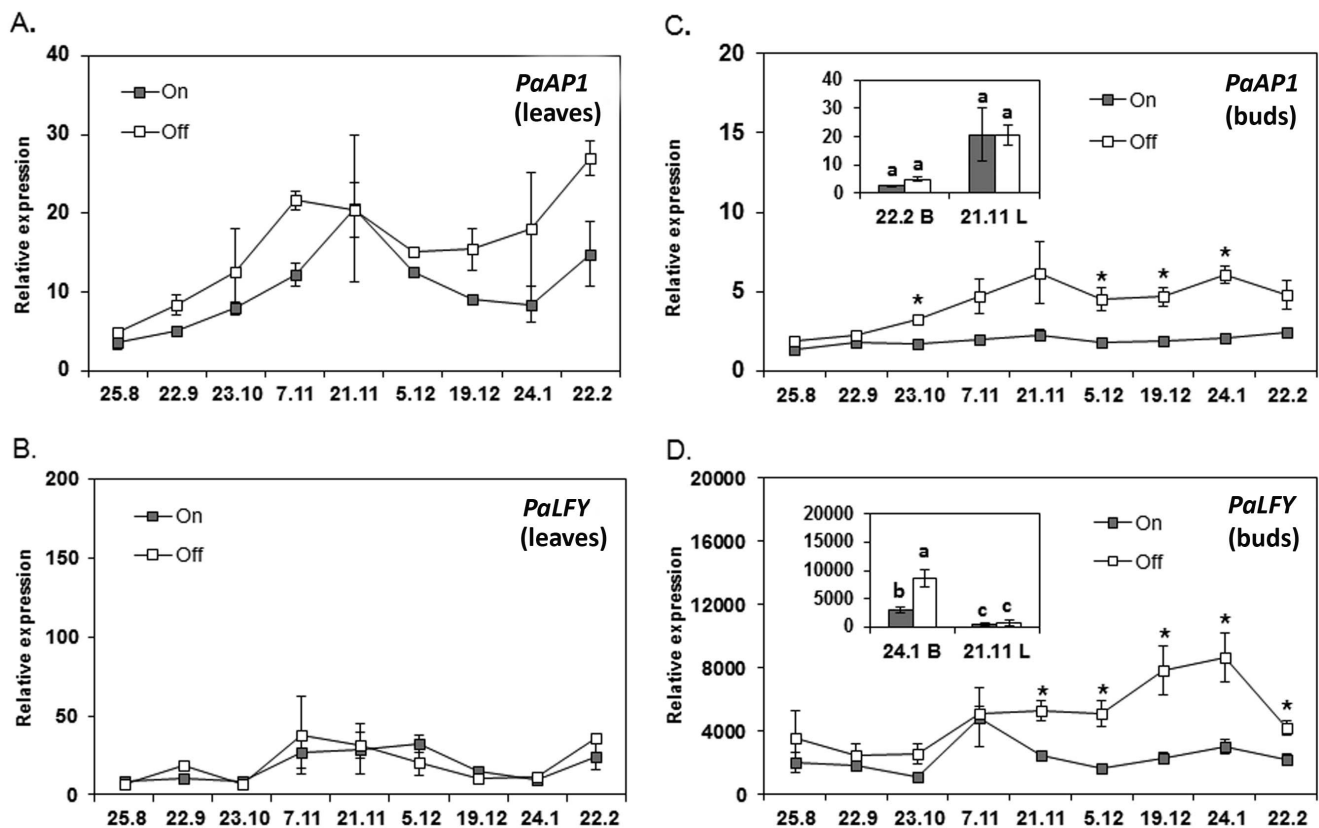 A.
PaAP1
(leaves)
On
Off
Relative expression
40
30
20
10
0
25.8 22.9 23.10 7.11 21.11 5.12 19.12 24.1 22.2
C.
PaAP1
(buds)
On
Off
Relative expression
20
15
10
5
0
40
30
20
10
0
a a a a
22.2 B 21.11 L
* * * *
25.8 22.9 23.10 7.11 21.11 5.12 19.12 24.1 22.2
B.
PaLFY
(leaves)
On
Off
Relative expression
200
150
100
50
0
25.8 22.9 23.10 7.11 21.11 5.12 19.12 24.1 22.2
D.
PaLFY
(buds)
On
Off
Relative expression
20000
16000
12000
8000
4000
0
20000
15000
10000
5000
0
b a c c
24.1 B 21.11 L
* * * * *
25.8 22.9 23.10 7.11 21.11 5.12 19.12 24.1 22.2